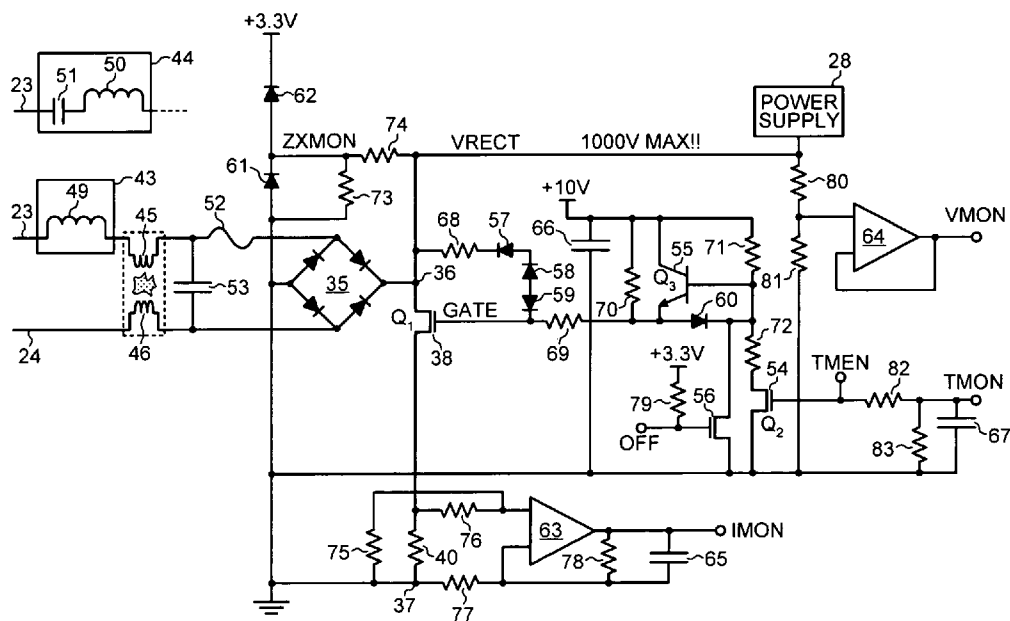 +3.3V
44
50
51
23
62
28
POWER
SUPPLY
74
ZXMON
VRECT
1000V MAX!!
61
43
73
80
49
45
52
23
+10V
68
57
66
55
71
64
VMON
58
35
36
Q3
81
53
59
70
60
GATE
Q1
72
24
46
38
69
+3.3V
54
TMEN
82
TMON
79
56
OFF
Q2
83
67
76
63
IMON
75
40
78
65
37
77